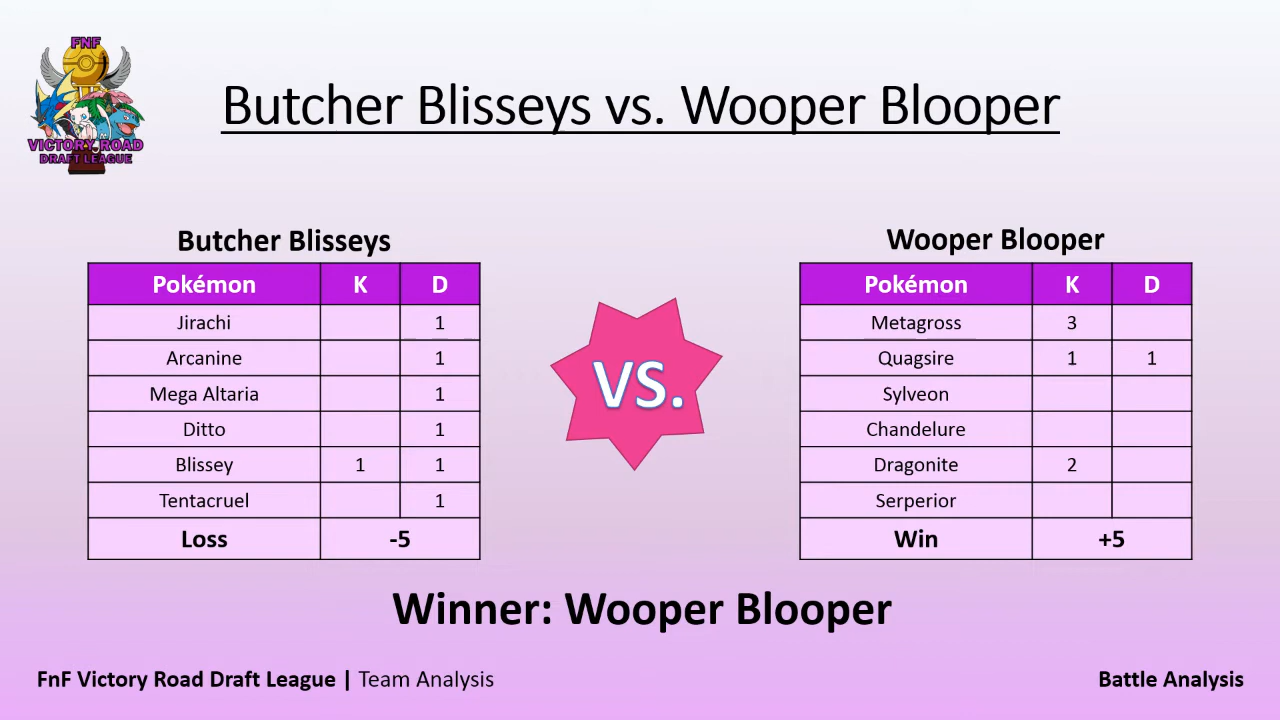 FNF
VICTORY ROAD
DRAFT LEAGUE
Butcher Blisseys vs. Wooper Blooper
Butcher Blisseys
Pokémon K D
Jirachi 1
Arcanine 1
Mega Altaria 1
Ditto 1
Blissey 1 1
Tentacruel 1
Loss -5
VS.
Wooper Blooper
Pokémon K D
Metagross 3
Quagsire 1 1
Sylveon
Chandelure
Dragonite 2
Serperior
Win +5
Winner: Wooper Blooper
FnF Victory Road Draft League | Team Analysis
Battle Analysis